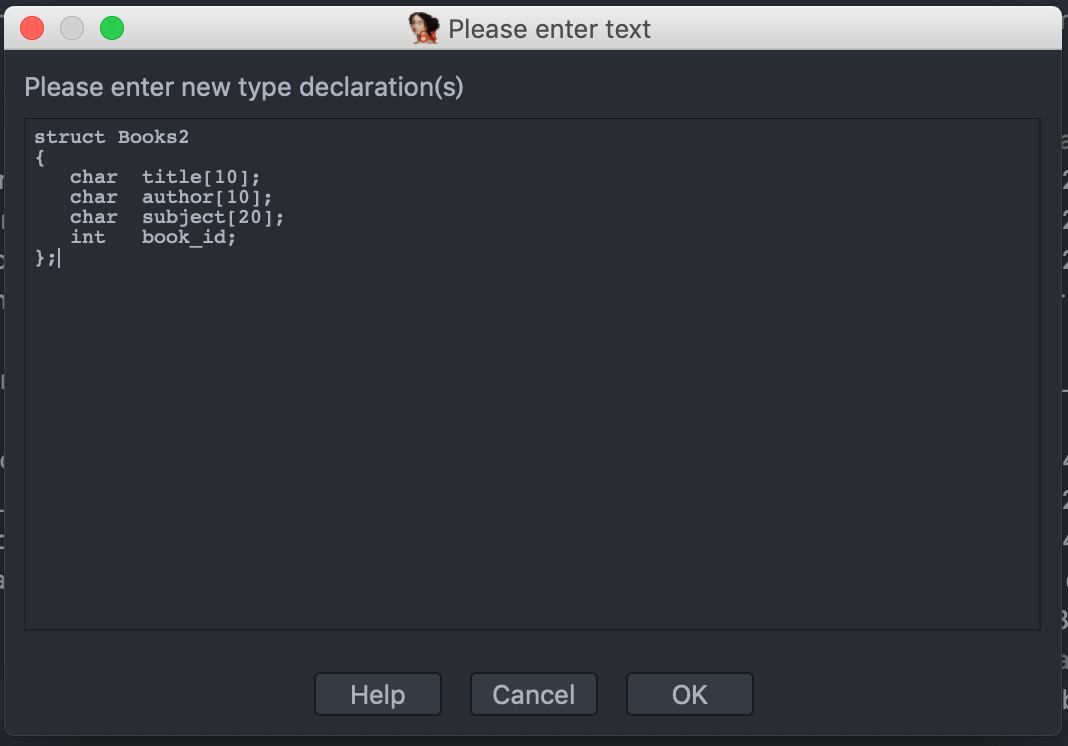 Please enter text
Please enter new type declaration(s)
struct Books2
{
   char  title[10];
   char  author[10];
   char  subject[20];
   int   book_id;
};
Help Cancel OK